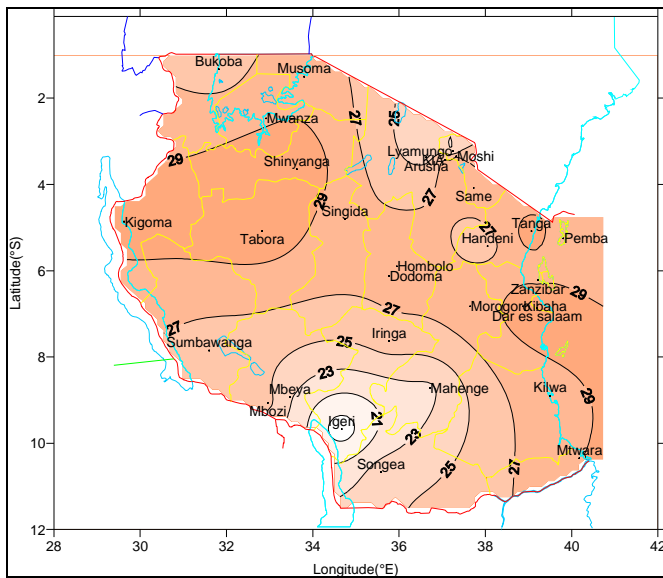 Bukoba
Musoma
2
Mwanza
27
25
Lyamungo
KIA
Moshi
Arusha
29
Shinyanga
4
29
27
Same
Singida
Kigoma
Tabora
27
Tanga
Handeni
Pemba
Latitude(°S)
6
Hombolo
Dodoma
Zanzibar
29
Morogoro
Kibaha
Dar es salaam
27
27
Iringa
25
Sumbawanga
8
23
Mbeya
Mahenge
Kilwa
29
Mbozi
Igeri
21
23
10
Songea
25
27
Mtwara
12
28
30
32
34
36
38
40
42
Longitude(°E)